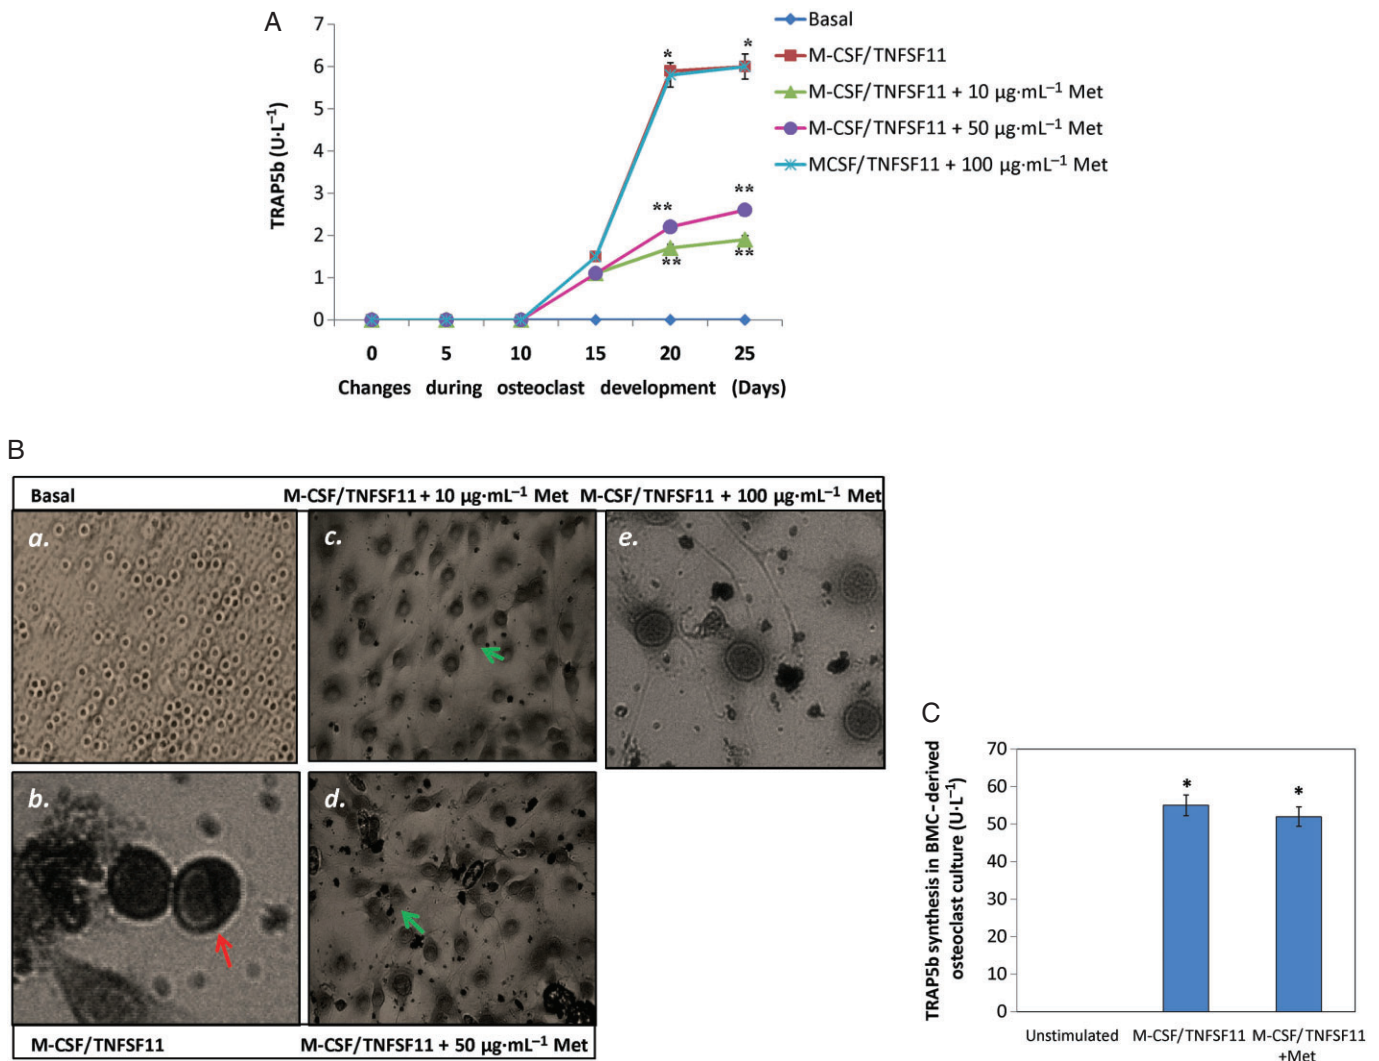 A
TRAP5b (U·L⁻¹)
7
6
5
4
3
2
1
0
* *
** **
** **
0 5 10 15 20 25
Changes during osteoclast development (Days)
Basal
M-CSF/TNFSF11
M-CSF/TNFSF11 + 10 µg·mL⁻¹ Met
M-CSF/TNFSF11 + 50 µg·mL⁻¹ Met
MCSF/TNFSF11 + 100 µg·mL⁻¹ Met
B
Basal M-CSF/TNFSF11 + 10 µg·mL⁻¹ Met M-CSF/TNFSF11 + 100 µg·mL⁻¹ Met
a. c. e.
b. d.
M-CSF/TNFSF11 M-CSF/TNFSF11 + 50 µg·mL⁻¹ Met
C
TRAP5b synthesis in BMC-derived
osteoclast culture (U·L⁻¹)
70
60
50
40
30
20
10
0
* *
Unstimulated M-CSF/TNFSF11 M-CSF/TNFSF11
+Met